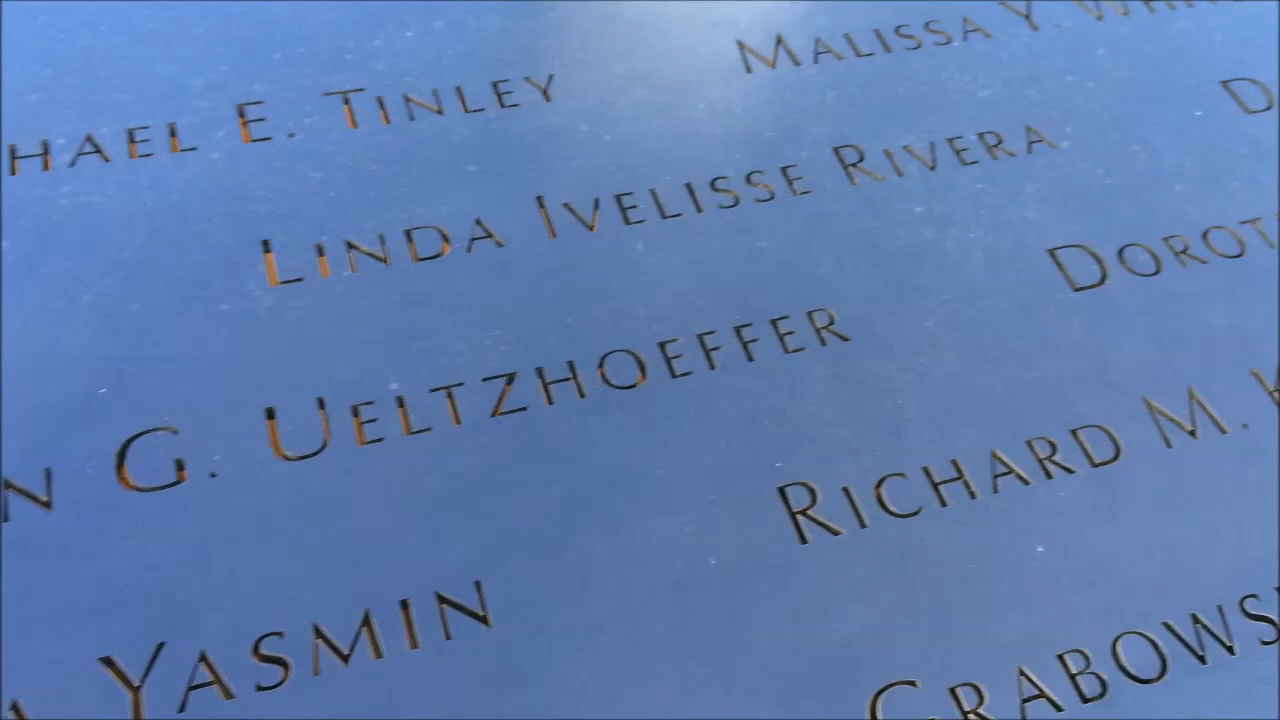 HAEL E. TINLEY
MALISSA Y.
LINDA IVELISSE RIVERA
DOROT
N G. UELTZHOEFFER
RICHARD M. K
YASMIN
GRABOWS